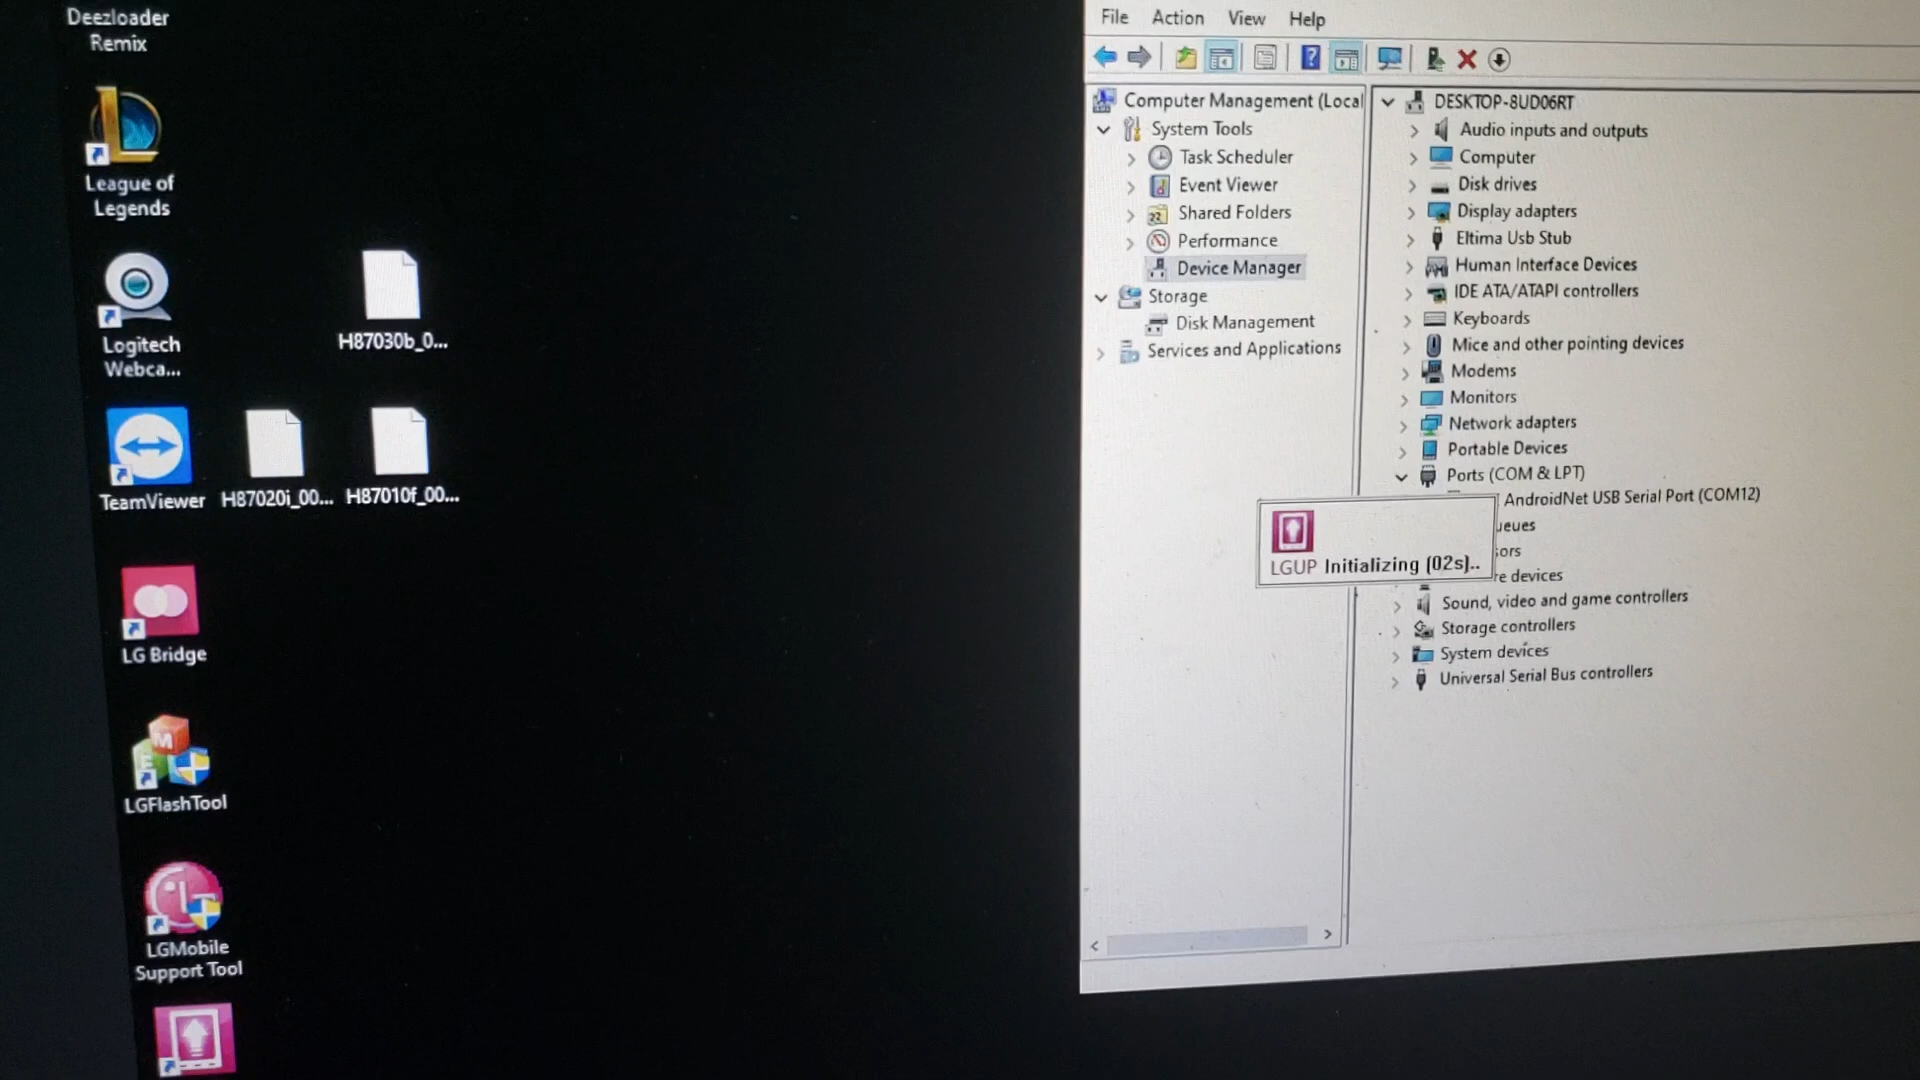 Deezloader
Remix
League of
Legends
Logitech
Webca...
H87030b_0...
TeamViewer
H87020i_00...
H87010f_00...
LG Bridge
LGFlashTool
LGMobile
Support Tool
File Action View Help
Computer Management (Local
System Tools
Task Scheduler
Event Viewer
Shared Folders
Performance
Device Manager
Storage
Disk Management
Services and Applications
DESKTOP-8UD06RT
Audio inputs and outputs
Computer
Disk drives
Display adapters
Eltima Usb Stub
Human Interface Devices
IDE ATA/ATAPI controllers
Keyboards
Mice and other pointing devices
Modems
Monitors
Network adapters
Portable Devices
Ports (COM & LPT)
AndroidNet USB Serial Port (COM12)
ueues
sors
re devices
Sound, video and game controllers
Storage controllers
System devices
Universal Serial Bus controllers
LGUP Initializing (02s)..